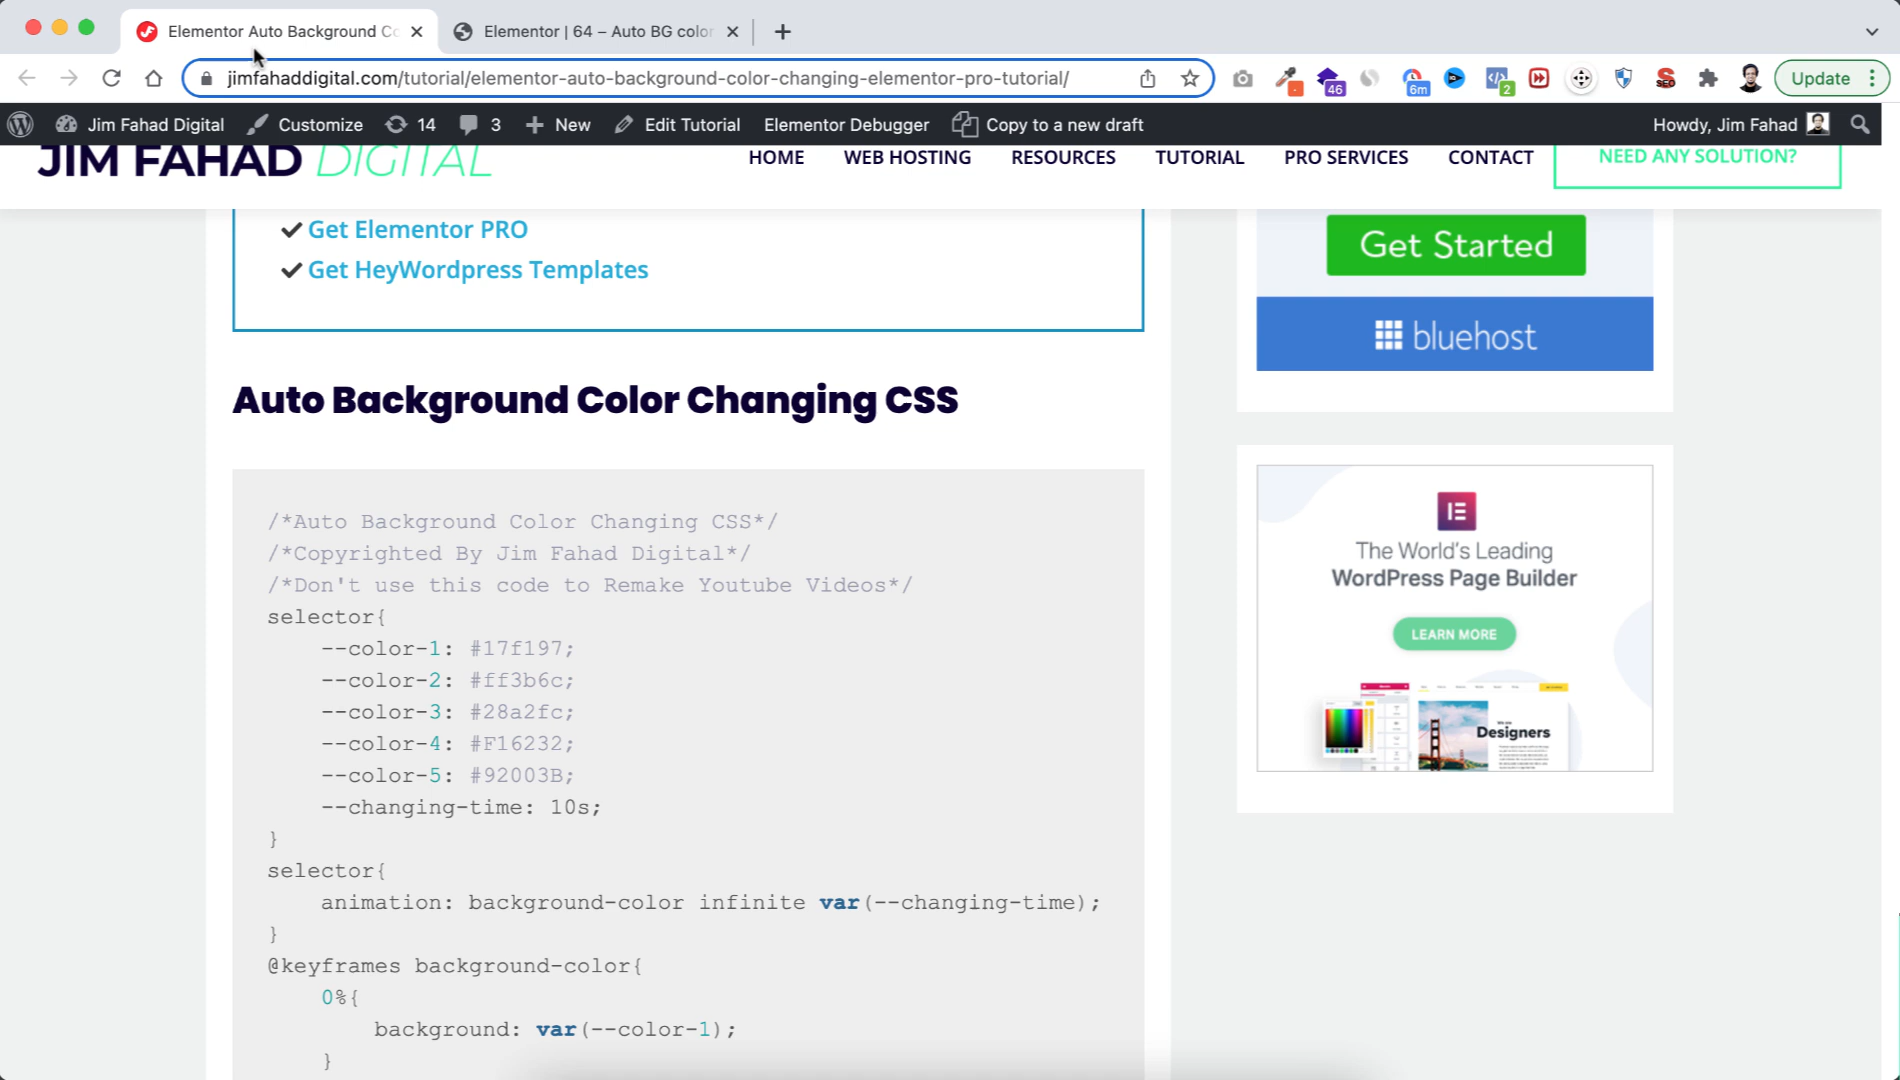 Elementor Auto Background Co
Elementor | 64 – Auto BG color
jimfahaddigital.com/tutorial/elementor-auto-background-color-changing-elementor-pro-tutorial/
46
6m
2
SEO
Update
Jim Fahad Digital
Customize
14
3
New
Edit Tutorial
Elementor Debugger
Copy to a new draft
Howdy, Jim Fahad
JIM FAHAD DIGITAL
HOME
WEB HOSTING
RESOURCES
TUTORIAL
PRO SERVICES
CONTACT
NEED ANY SOLUTION?
Get Elementor PRO
Get HeyWordpress Templates
Auto Background Color Changing CSS
/*Auto Background Color Changing CSS*/
/*Copyrighted By Jim Fahad Digital*/
/*Don't use this code to Remake Youtube Videos*/
selector{
--color-1: #17f197;
--color-2: #ff3b6c;
--color-3: #28a2fc;
--color-4: #F16232;
--color-5: #92003B;
--changing-time: 10s;
}
selector{
animation: background-color infinite var(--changing-time);
}
@keyframes background-color{
0%{
background: var(--color-1);
}
Get Started
bluehost
The World's Leading
WordPress Page Builder
LEARN MORE
Designers